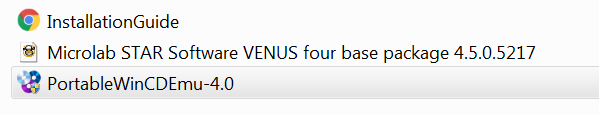 InstallationGuide
Microlab STAR Software VENUS four base package 4.5.0.5217
PortableWinCDEmu-4.0